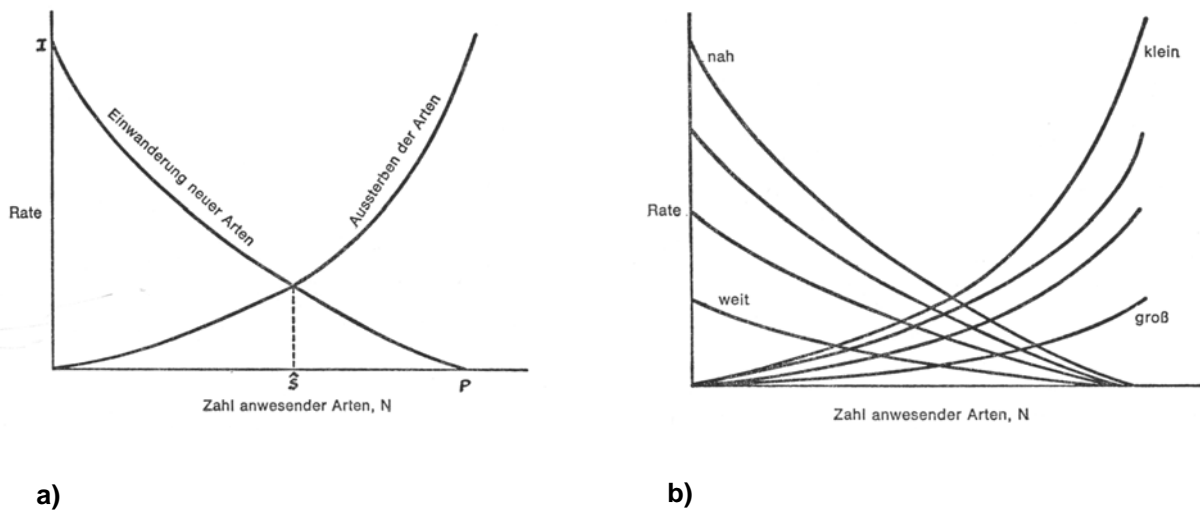 I
Einwanderung neuer Arten
Aussterben der Arten
Rate
Ŝ
P
Zahl anwesender Arten, N
a)
nah
klein
Rate
weit
groß
Zahl anwesender Arten, N
b)